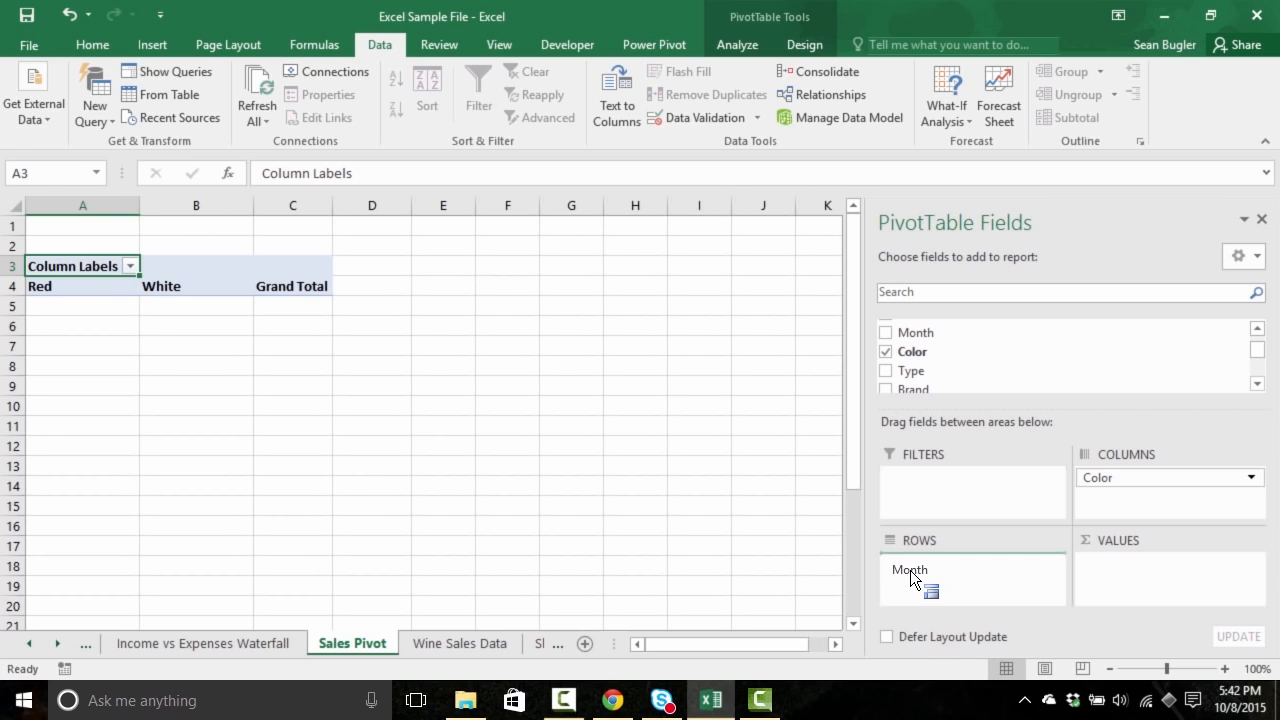 Excel Sample File - Excel
PivotTable Tools
File Home Insert Page Layout Formulas Data Review View Developer Power Pivot Analyze Design Tell me what you want to do... Sean Bugler Share
Get External Data
New Query
Show Queries
From Table
Recent Sources
Get & Transform
Refresh All
Connections
Properties
Edit Links
Connections
Sort
Filter
Clear
Reapply
Advanced
Sort & Filter
Text to Columns
Flash Fill
Remove Duplicates
Data Validation
Consolidate
Relationships
Manage Data Model
Data Tools
What-If Analysis
Forecast Sheet
Forecast
Group
Ungroup
Subtotal
Outline
A3 fx Column Labels
A B C D E F G H I J K
1
2
3 Column Labels
4 Red White Grand Total
5
6
7
8
9
10
11
12
13
14
15
16
17
18
19
20
21
PivotTable Fields
Choose fields to add to report:
Search
Month
Color
Type
Brand
Drag fields between areas below:
FILTERS
COLUMNS
Color
ROWS
Month
Σ VALUES
Defer Layout Update UPDATE
... Income vs Expenses Waterfall Sales Pivot Wine Sales Data Sl ...
Ready 100%
Ask me anything
5:42 PM
10/8/2015